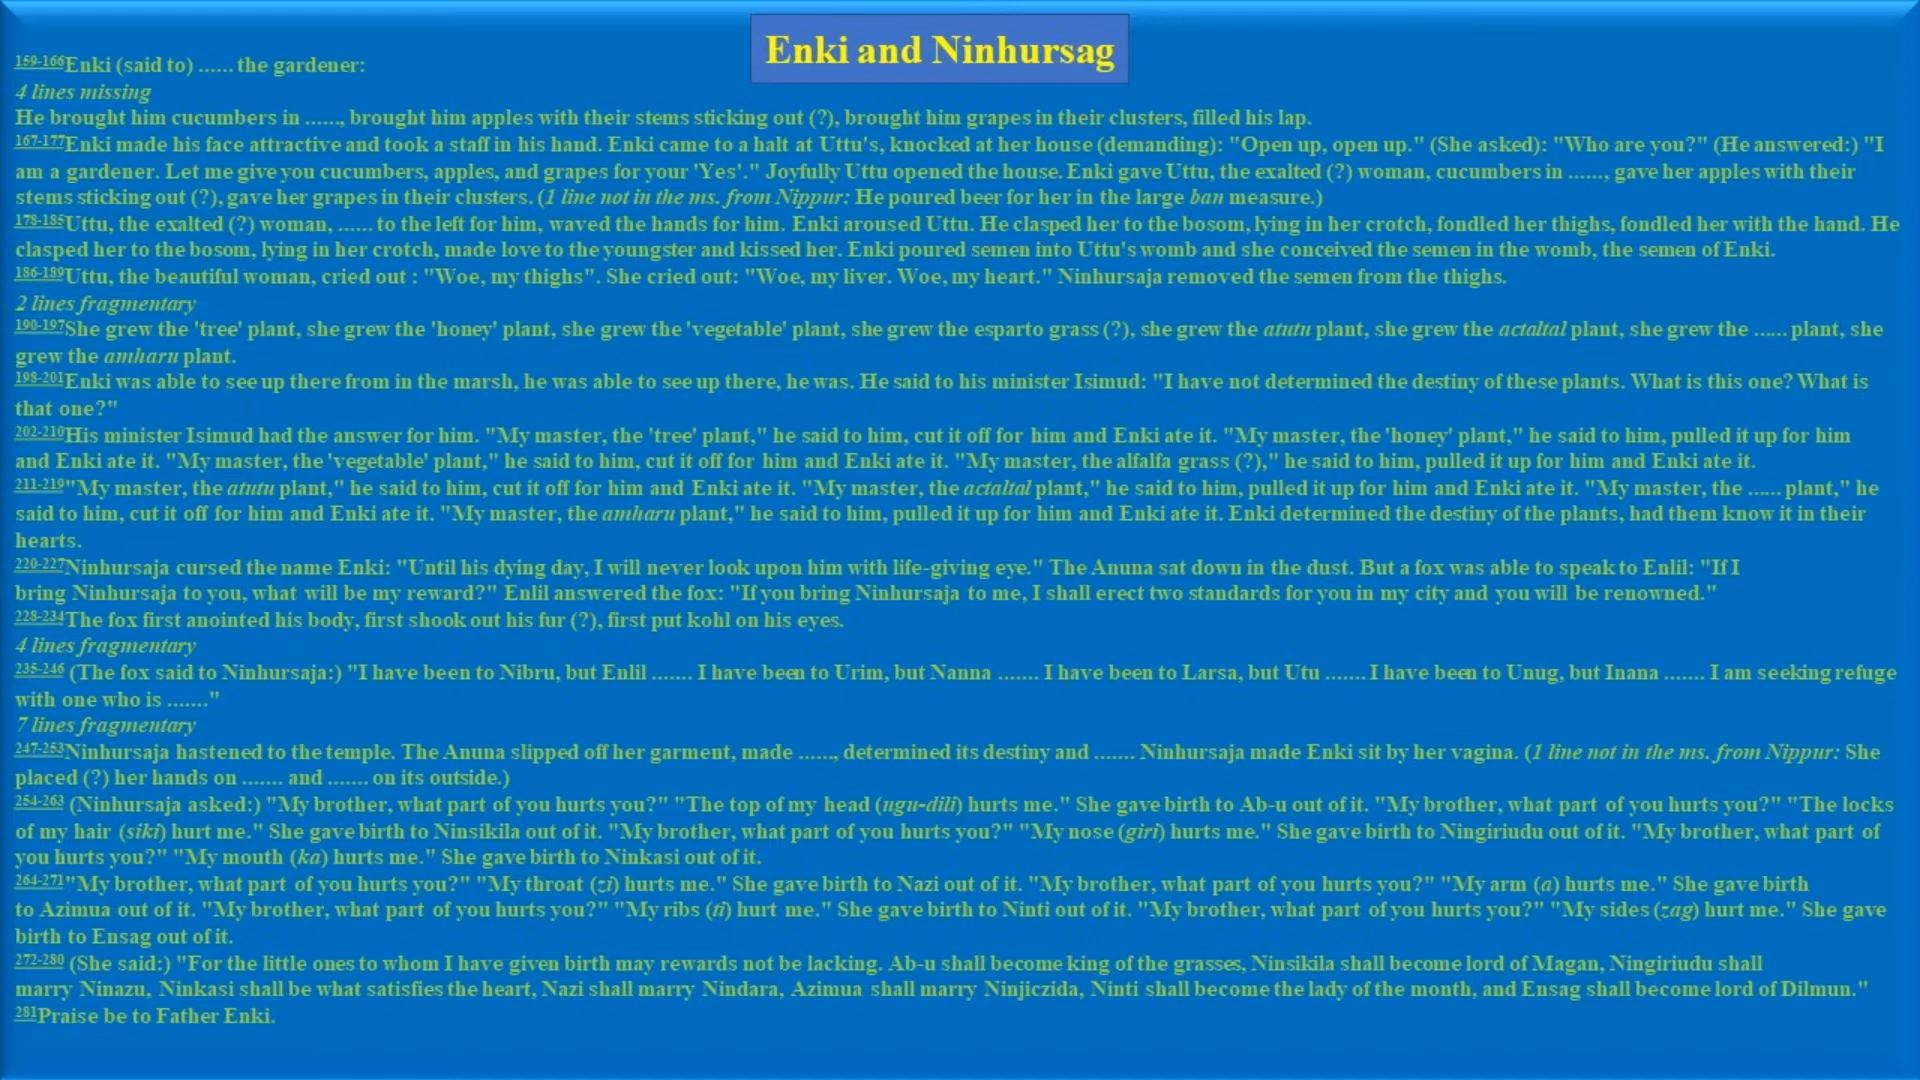 Enki and Ninhursag
159-166Enki (said to) ...... the gardener:
4 lines missing
He brought him cucumbers in ......, brought him apples with their stems sticking out (?), brought him grapes in their clusters, filled his lap.
167-177Enki made his face attractive and took a staff in his hand. Enki came to a halt at Uttu's, knocked at her house (demanding): "Open up, open up." (She asked): "Who are you?" (He answered:) "I
am a gardener. Let me give you cucumbers, apples, and grapes for your 'Yes'." Joyfully Uttu opened the house. Enki gave Uttu, the exalted (?) woman, cucumbers in ......, gave her apples with their
stems sticking out (?), gave her grapes in their clusters. (1 line not in the ms. from Nippur: He poured beer for her in the large ban measure.)
178-185Uttu, the exalted (?) woman, ...... to the left for him, waved the hands for him. Enki aroused Uttu. He clasped her to the bosom, lying in her crotch, fondled her thighs, fondled her with the hand. He
clasped her to the bosom, lying in her crotch, made love to the youngster and kissed her. Enki poured semen into Uttu's womb and she conceived the semen in the womb, the semen of Enki.
186-189Uttu, the beautiful woman, cried out : "Woe, my thighs". She cried out: "Woe, my liver. Woe, my heart." Ninhursaja removed the semen from the thighs.
2 lines fragmentary
190-197She grew the 'tree' plant, she grew the 'honey' plant, she grew the 'vegetable' plant, she grew the esparto grass (?), she grew the atutu plant, she grew the actaltal plant, she grew the ...... plant, she
grew the amharu plant.
198-201Enki was able to see up there from in the marsh, he was able to see up there, he was. He said to his minister Isimud: "I have not determined the destiny of these plants. What is this one? What is
that one?"
202-210His minister Isimud had the answer for him. "My master, the 'tree' plant," he said to him, cut it off for him and Enki ate it. "My master, the 'honey' plant," he said to him, pulled it up for him
and Enki ate it. "My master, the 'vegetable' plant," he said to him, cut it off for him and Enki ate it. "My master, the alfalfa grass (?)," he said to him, pulled it up for him and Enki ate it.
211-219"My master, the atutu plant," he said to him, cut it off for him and Enki ate it. "My master, the actaltal plant," he said to him, pulled it up for him and Enki ate it. "My master, the ...... plant," he
said to him, cut it off for him and Enki ate it. "My master, the amharu plant," he said to him, pulled it up for him and Enki ate it. Enki determined the destiny of the plants, had them know it in their
hearts.
220-227Ninhursaja cursed the name Enki: "Until his dying day, I will never look upon him with life-giving eye." The Anuna sat down in the dust. But a fox was able to speak to Enlil: "If I
bring Ninhursaja to you, what will be my reward?" Enlil answered the fox: "If you bring Ninhursaja to me, I shall erect two standards for you in my city and you will be renowned."
228-234The fox first anointed his body, first shook out his fur (?), first put kohl on his eyes.
4 lines fragmentary
235-246 (The fox said to Ninhursaja:) "I have been to Nibru, but Enlil ....... I have been to Urim, but Nanna ....... I have been to Larsa, but Utu ....... I have been to Unug, but Inana ....... I am seeking refuge
with one who is ......."
7 lines fragmentary
247-253Ninhursaja hastened to the temple. The Anuna slipped off her garment, made ......, determined its destiny and ....... Ninhursaja made Enki sit by her vagina. (1 line not in the ms. from Nippur: She
placed (?) her hands on ....... and ....... on its outside.)
254-263 (Ninhursaja asked:) "My brother, what part of you hurts you?" "The top of my head (ugu-dili) hurts me." She gave birth to Ab-u out of it. "My brother, what part of you hurts you?" "The locks
of my hair (siki) hurt me." She gave birth to Ninsikila out of it. "My brother, what part of you hurts you?" "My nose (giri) hurts me." She gave birth to Ningiriudu out of it. "My brother, what part of
you hurts you?" "My mouth (ka) hurts me." She gave birth to Ninkasi out of it.
264-271"My brother, what part of you hurts you?" "My throat (zi) hurts me." She gave birth to Nazi out of it. "My brother, what part of you hurts you?" "My arm (a) hurts me." She gave birth
to Azimua out of it. "My brother, what part of you hurts you?" "My ribs (ti) hurt me." She gave birth to Ninti out of it. "My brother, what part of you hurts you?" "My sides (zag) hurt me." She gave
birth to Ensag out of it.
272-280 (She said:) "For the little ones to whom I have given birth may rewards not be lacking. Ab-u shall become king of the grasses, Ninsikila shall become lord of Magan, Ningiriudu shall
marry Ninazu, Ninkasi shall be what satisfies the heart, Nazi shall marry Nindara, Azimua shall marry Ninjiczida, Ninti shall become the lady of the month, and Ensag shall become lord of Dilmun."
281Praise be to Father Enki.